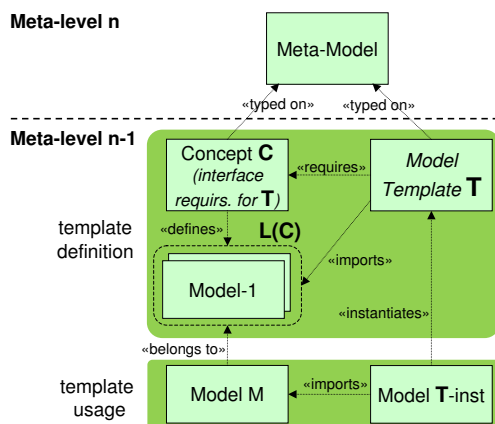 Meta-level n
Meta-Model
«typed on»
«typed on»
Meta-level n-1
Concept C
(interface
requirs. for T)
«requires»
Model
Template T
template
definition
«defines»
L(C)
«imports»
Model-1
«instantiates»
«belongs to»
template
usage
Model M
«imports»
Model T-inst